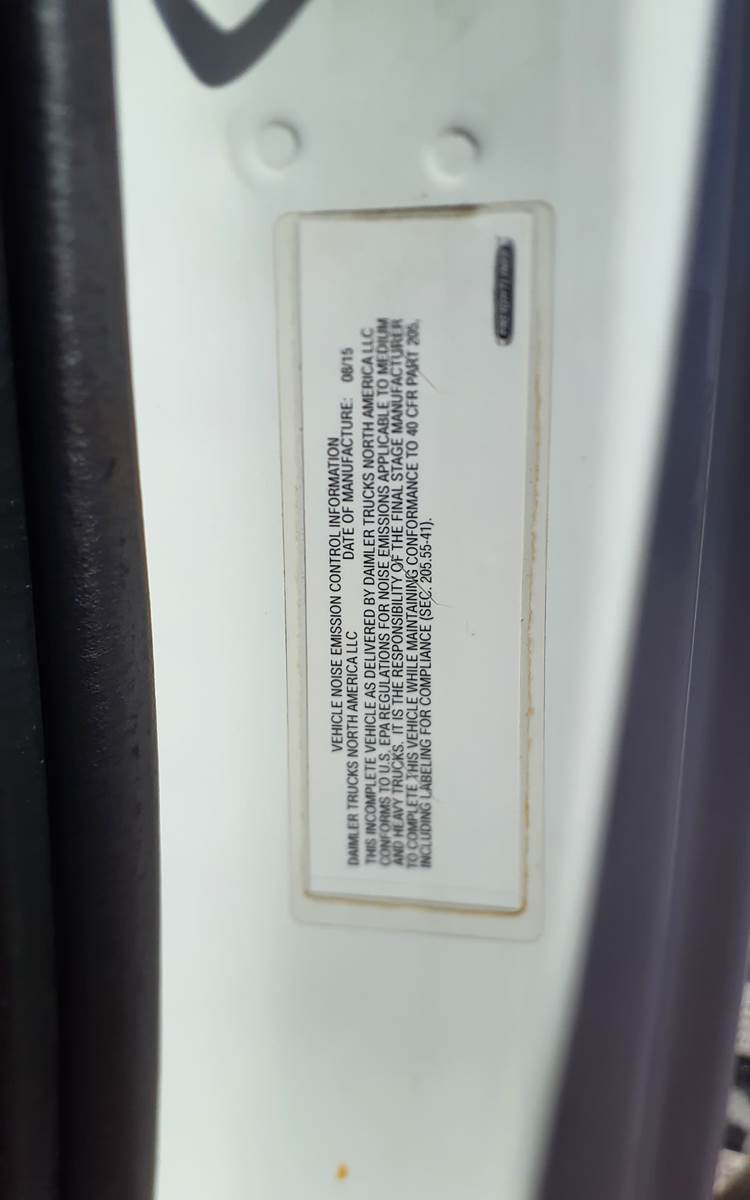 VEHICLE NOISE EMISSION CONTROL INFORMATION
DAIMLER TRUCKS NORTH AMERICA LLC DATE OF MANUFACTURE: 08/15
THIS INCOMPLETE VEHICLE AS DELIVERED BY DAIMLER TRUCKS NORTH AMERICA LLC
CONFORMS TO U.S. EPA REGULATIONS FOR NOISE EMISSIONS APPLICABLE TO MEDIUM
AND HEAVY TRUCKS. IT IS THE RESPONSIBILITY OF THE FINAL STAGE MANUFACTURER
TO COMPLETE THIS VEHICLE WHILE MAINTAINING CONFORMANCE TO 40 CFR PART 205,
INCLUDING LABELING FOR COMPLIANCE (SEC. 205.55-41).